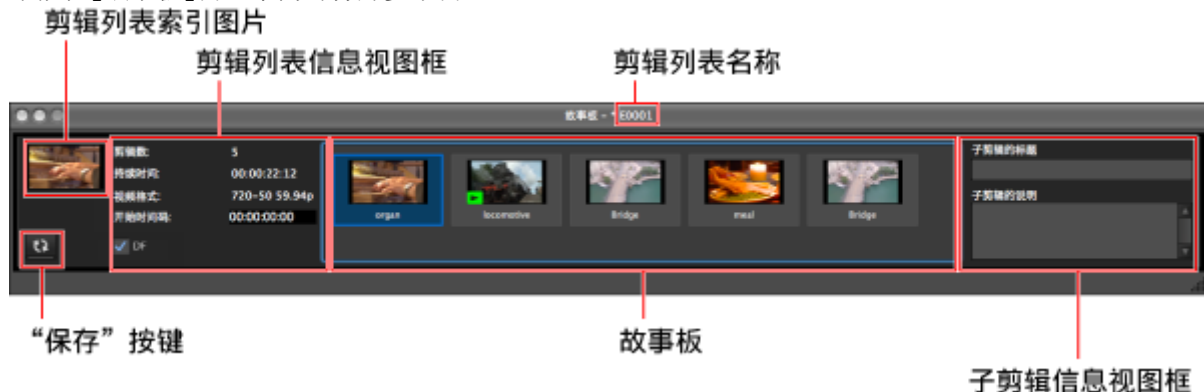 剪辑列表索引图片
剪辑列表信息视图框
剪辑列表名称
故事板 - * E0001
剪辑数: 5
持续时间: 00:00:22:12
视频格式: 720-50 59.94p
开始时间码: 00:00:00:00
DF
organ
locomotive
Bridge
meal
Bridge
子剪辑的标题
子剪辑的说明
“保存”按键
故事板
子剪辑信息视图框